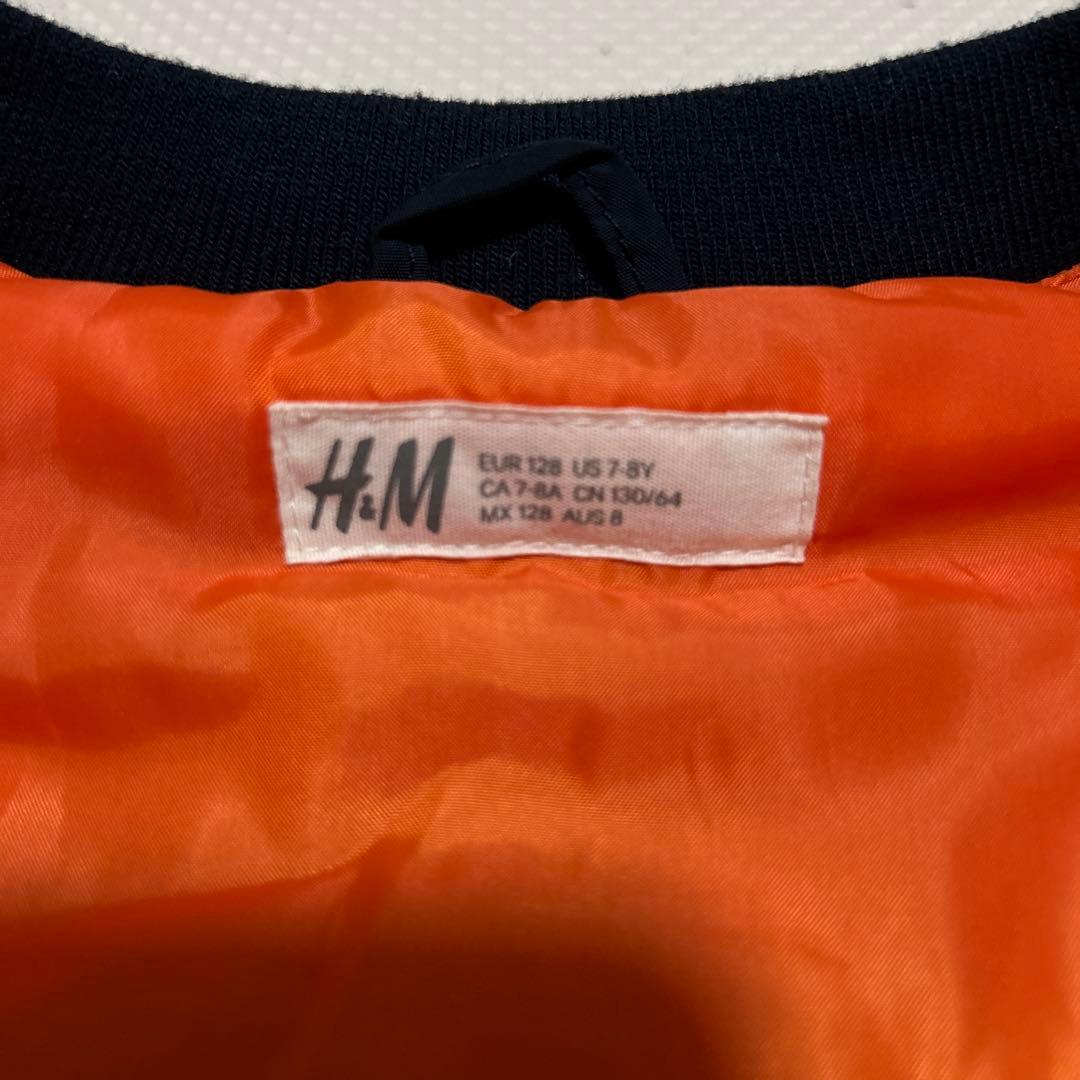 H&M
EUR 128 US 7-8Y
CA 7-8A CN 130/64
MX 128 AUS 8